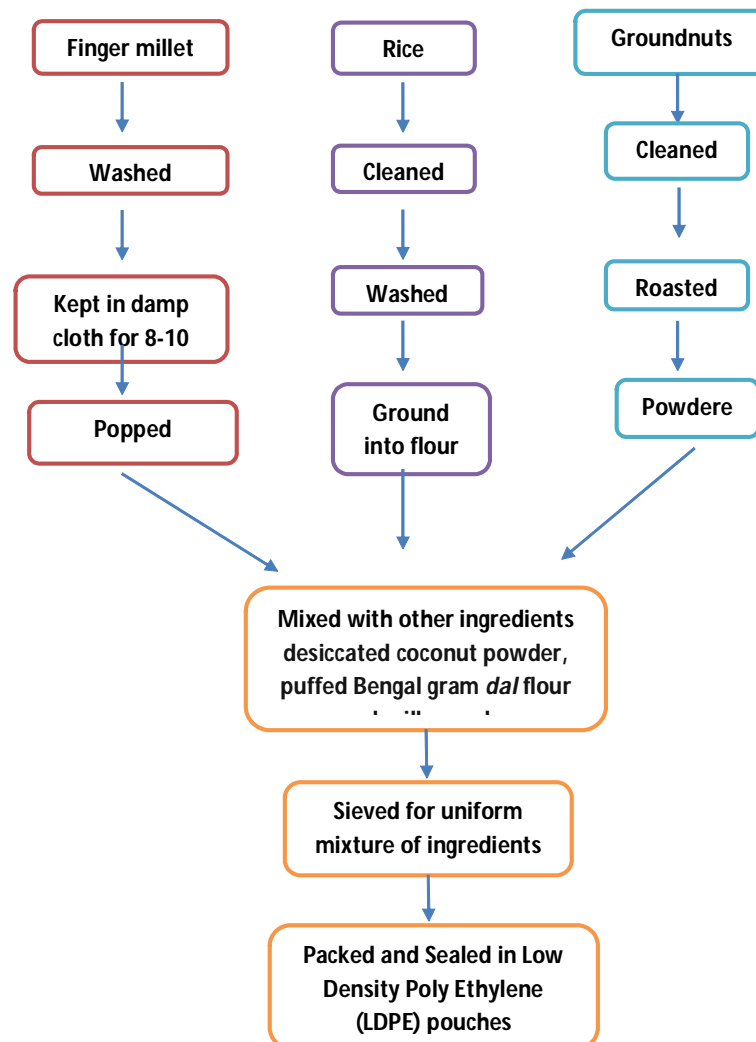 Finger millet
Washed
Kept in damp
cloth for 8-10
Popped
Rice
Cleaned
Washed
Ground
into flour
Groundnuts
Cleaned
Roasted
Powdere
Mixed with other ingredients
desiccated coconut powder,
puffed Bengal gram dal flour
Sieved for uniform
mixture of ingredients
Packed and Sealed in Low
Density Poly Ethylene
(LDPE) pouches